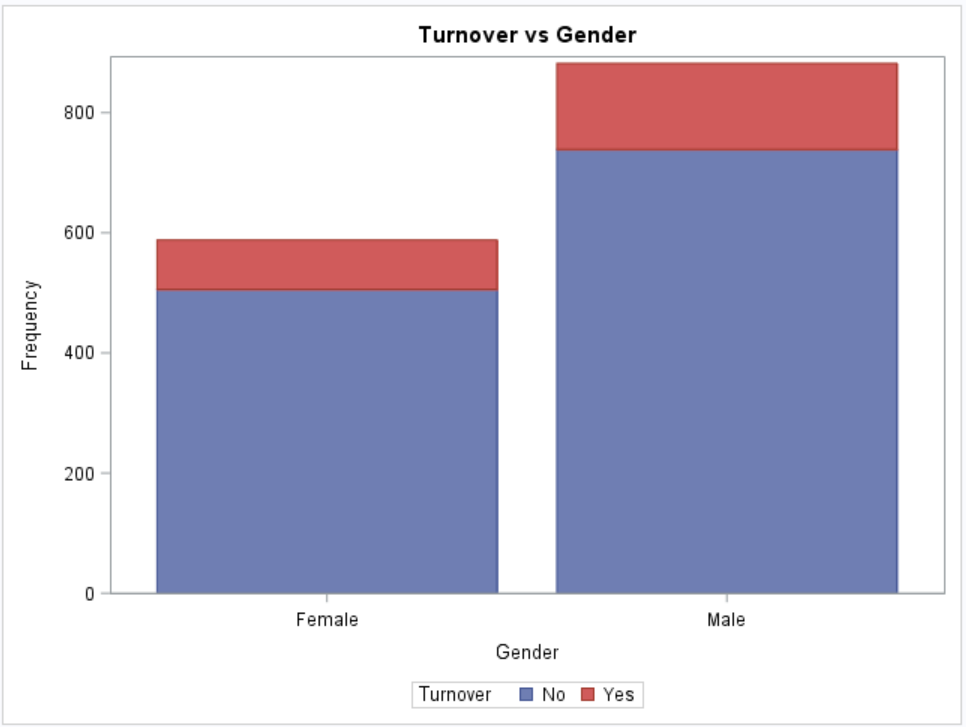 Turnover vs Gender
800
600
400
200
0
Frequency
Female Male
Gender
Turnover No Yes